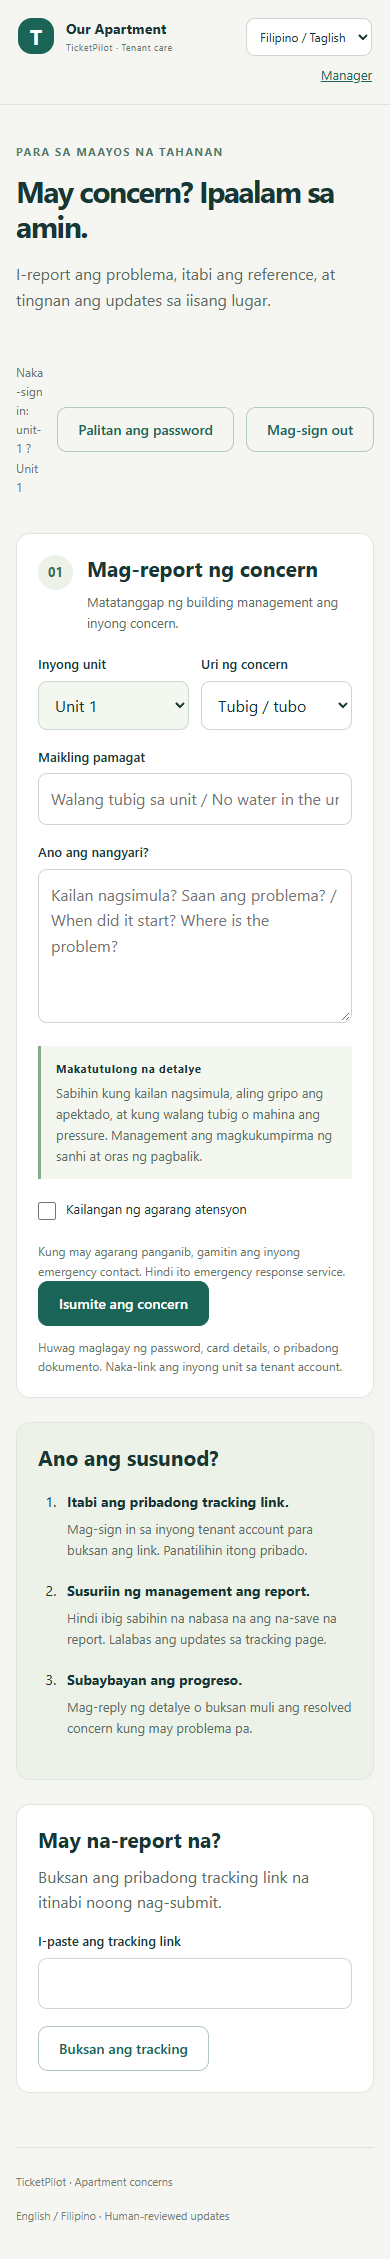 T
Our Apartment
TicketPilot · Tenant care
Filipino / Taglish
Manager
PARA SA MAAYOS NA TAHANAN
May concern? Ipaalam sa
amin.
I-report ang problema, itabi ang reference, at
tingnan ang updates sa iisang lugar.
Naka
-sign
in:
unit-
1 ?
Unit
1
Palitan ang password
Mag-sign out
01
Mag-report ng concern
Matatanggap ng building management ang
inyong concern.
Inyong unit
Uri ng concern
Unit 1
Tubig / tubo
Maikling pamagat
Walang tubig sa unit / No water in the ur
Ano ang nangyari?
Kailan nagsimula? Saan ang problema? /
When did it start? Where is the
problem?
Makatutulong na detalye
Sabihin kung kailan nagsimula, aling gripo ang
apektado, at kung walang tubig o mahina ang
pressure. Management ang magkukumpirma ng
sanhi at oras ng pagbalik.
Kailangan ng agarang atensyon
Kung may agarang panganib, gamitin ang inyong
emergency contact. Hindi ito emergency response service.
Isumite ang concern
Huwag maglagay ng password, card details, o pribadong
dokumento. Naka-link ang inyong unit sa tenant account.
Ano ang susunod?
1. Itabi ang pribadong tracking link.
Mag-sign in sa inyong tenant account para
buksan ang link. Panatilihin itong pribado.
2. Susuriin ng management ang report.
Hindi ibig sabihin na nabasa na ang na-save na
report. Lalabas ang updates sa tracking page.
3. Subaybayan ang progreso.
Mag-reply ng detalye o buksan muli ang resolved
concern kung may problema pa.
May na-report na?
Buksan ang pribadong tracking link na
itinabi noong nag-submit.
I-paste ang tracking link
Buksan ang tracking
TicketPilot · Apartment concerns
English / Filipino · Human-reviewed updates